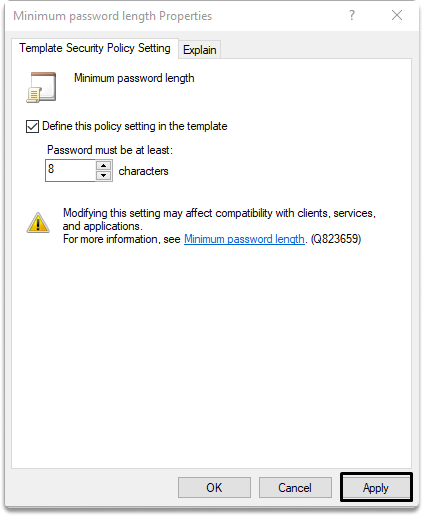 Minimum password length Properties
?
Template Security Policy Setting
Explain
Minimum password length
Define this policy setting in the template
Password must be at least:
8
characters
Modifying this setting may affect compatibility with clients, services,
and applications.
For more information, see Minimum password length. (Q823659)
OK
Cancel
Apply